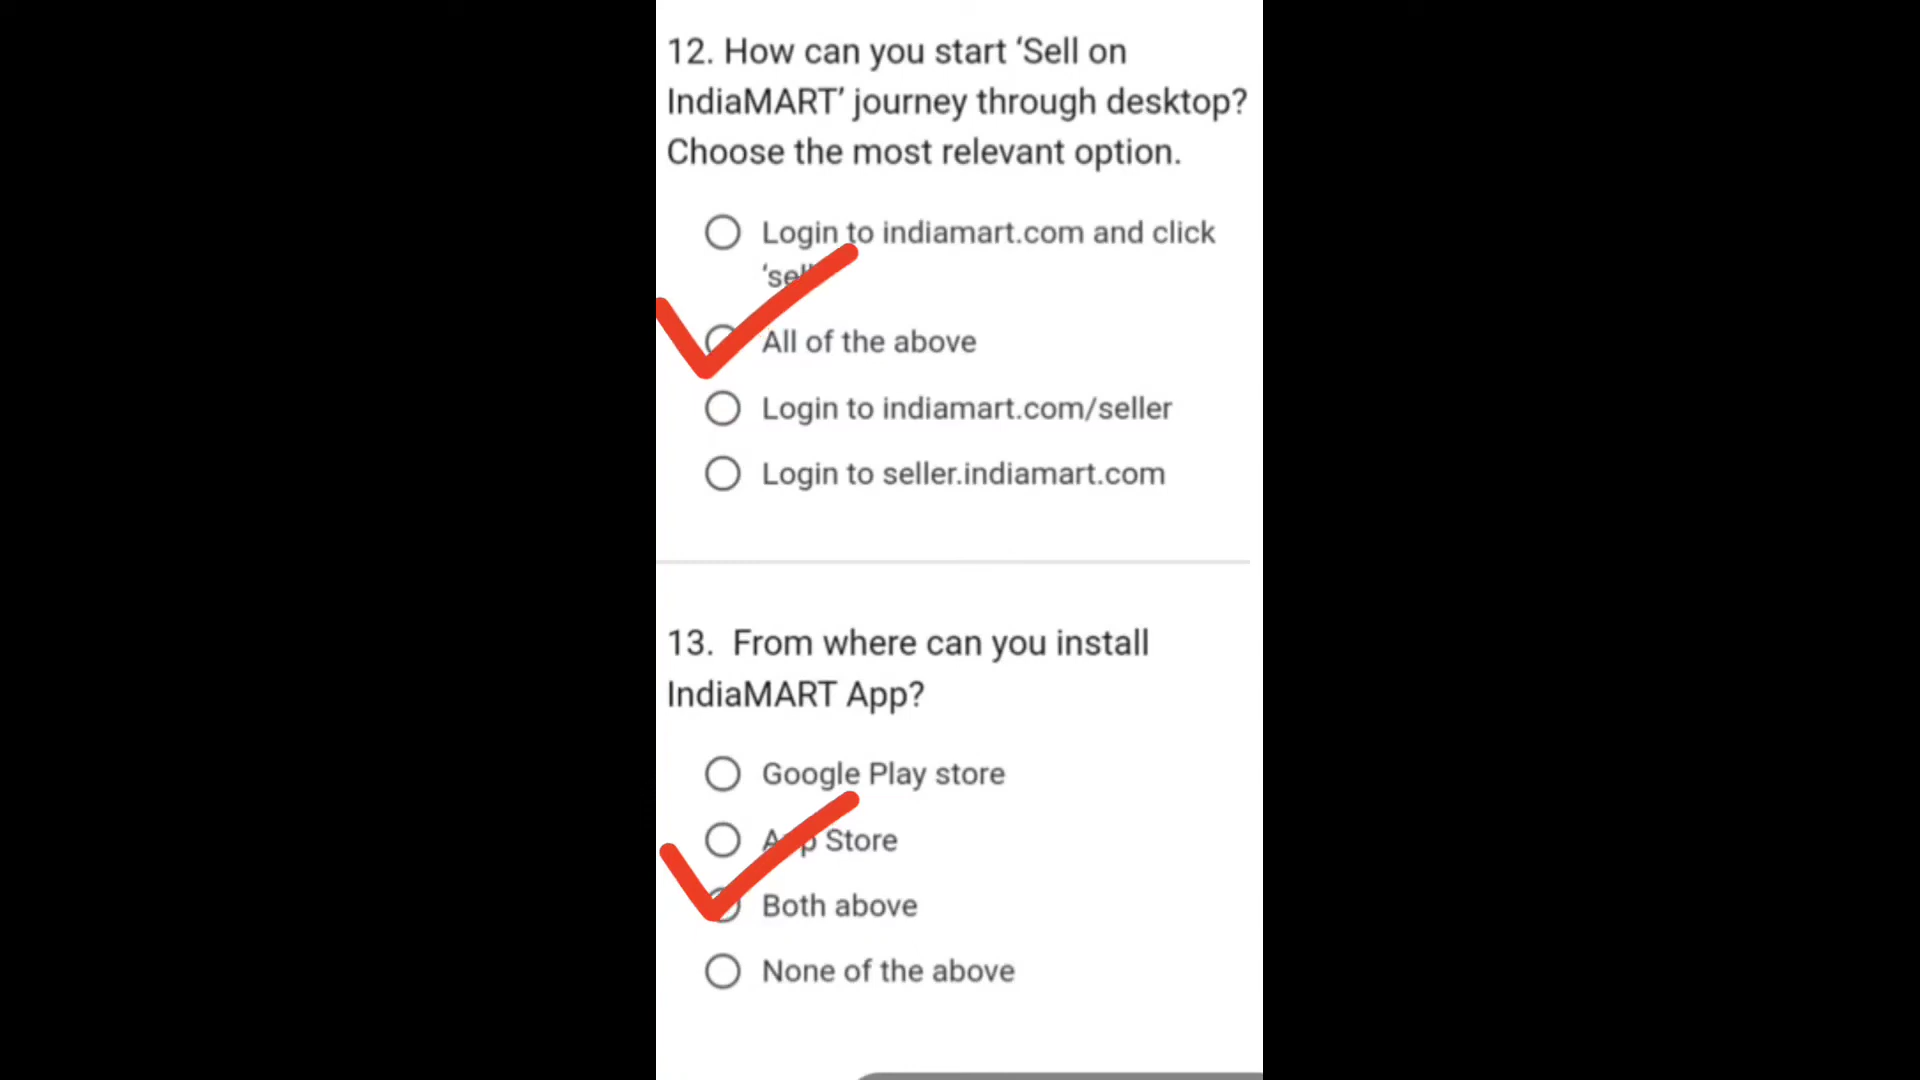 12. How can you start ‘Sell on
IndiaMART’ journey through desktop?
Choose the most relevant option.
Login to indiamart.com and click
All of the above
Login to indiamart.com/seller
Login to seller.indiamart.com
13. From where can you install
IndiaMART App?
Google Play store
App Store
Both above
None of the above